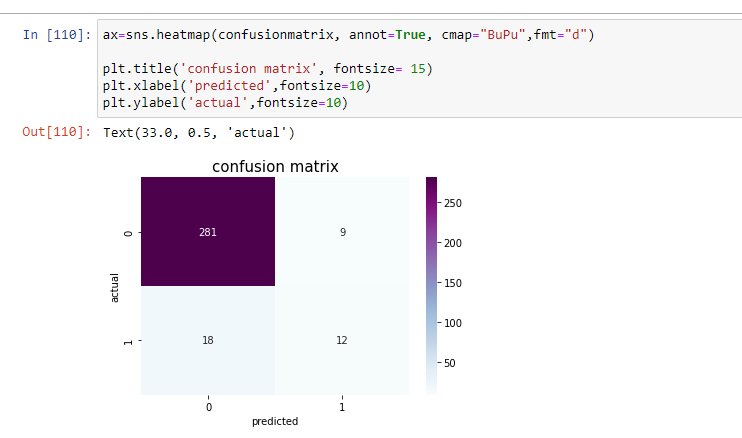 In [110]: ax=sns.heatmap(confusionmatrix, annot=True, cmap="BuPu",fmt="d")
plt.title('confusion matrix', fontsize= 15)
plt.xlabel('predicted',fontsize=10)
plt.ylabel('actual',fontsize=10)
Out[110]: Text(33.0, 0.5, 'actual')
confusion matrix
0
281
9
1
18
12
actual
0
1
predicted
250
200
150
100
50